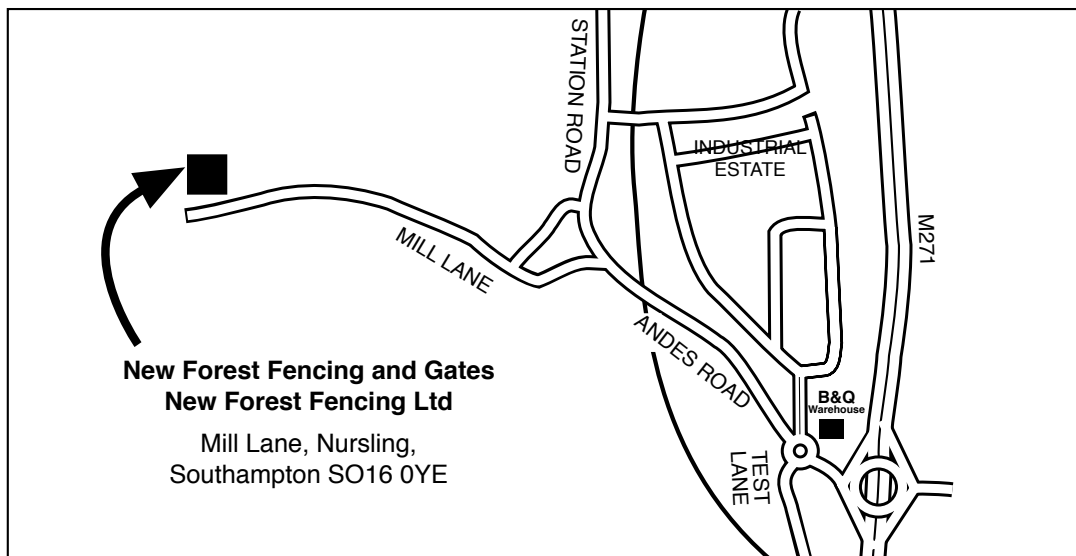 STATION ROAD
INDUSTRIAL
ESTATE
M271
MILL LANE
ANDES ROAD
New Forest Fencing and Gates
New Forest Fencing Ltd
Mill Lane, Nursling,
Southampton SO16 0YE
B&Q
Warehouse
TEST
LANE